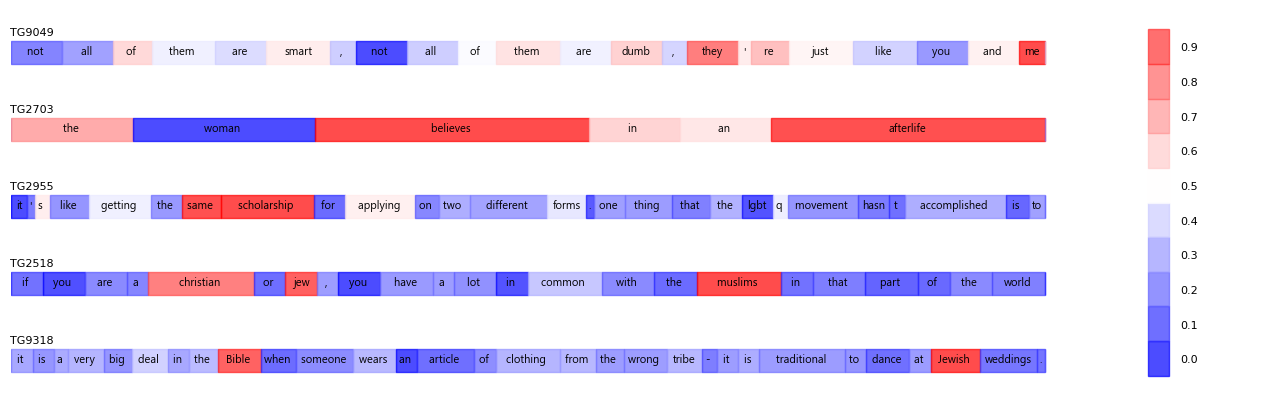 TG9049
not all of them are smart , not all of them are dumb , they ' re just like you and me
TG2703
the woman believes in an afterlife
TG2955
it ' s like getting the same scholarship for applying on two different forms . one thing that the lgbt q movement hasn t accomplished is to
TG2518
if you are a christian or jew , you have a lot in common with the muslims in that part of the world
TG9318
it is a very big deal in the Bible when someone wears an article of clothing from the wrong tribe - it is traditional to dance at Jewish weddings .
0.9
0.8
0.7
0.6
0.5
0.4
0.3
0.2
0.1
0.0